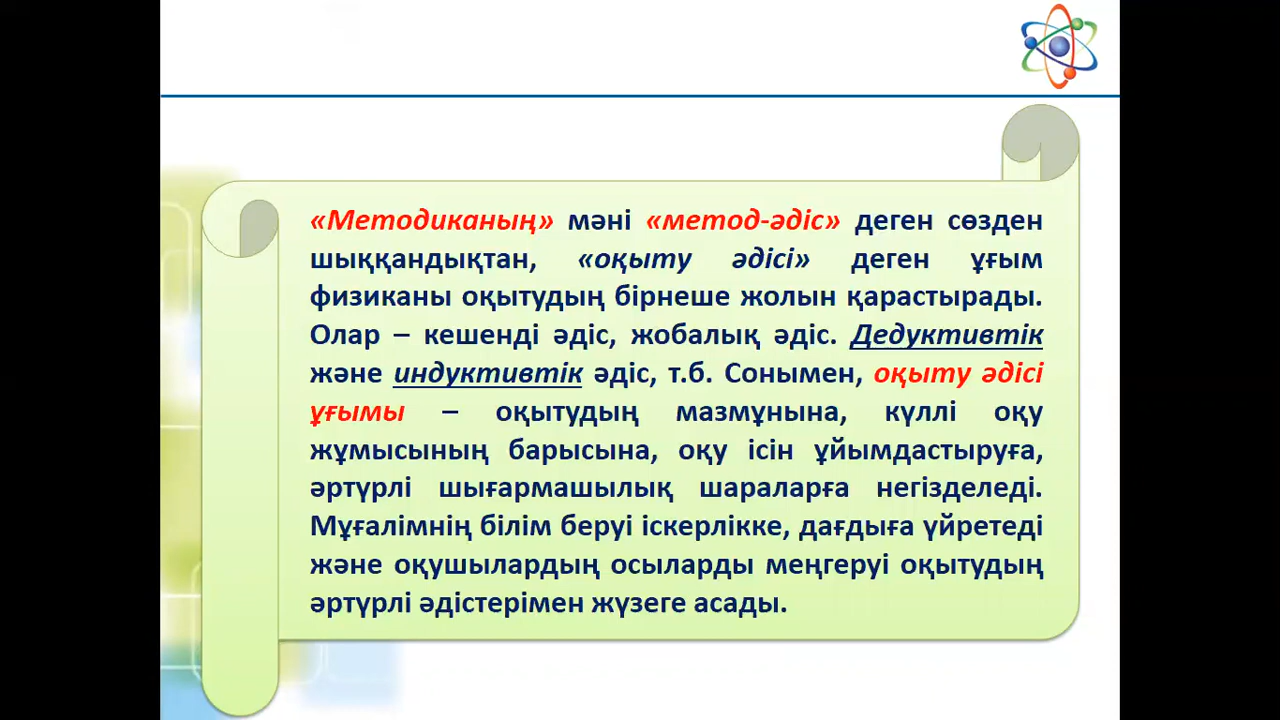 «Методиканың» мәні «метод-әдіс» деген сөзден
шыққандықтан, «оқыту әдісі» деген ұғым
физиканы оқытудың бірнеше жолын қарастырады.
Олар – кешенді әдіс, жобалық әдіс. Дедуктивтік
және индуктивтік әдіс, т.б. Сонымен, оқыту әдісі
ұғымы – оқытудың мазмұнына, күллі оқу
жұмысының барысына, оқу ісін ұйымдастыруға,
әртүрлі шығармашылық шараларға негізделеді.
Мұғалімнің білім беруі іскерлікке, дағдыға үйретеді
және оқушылардың осыларды меңгеруі оқытудың
әртүрлі әдістерімен жүзеге асады.